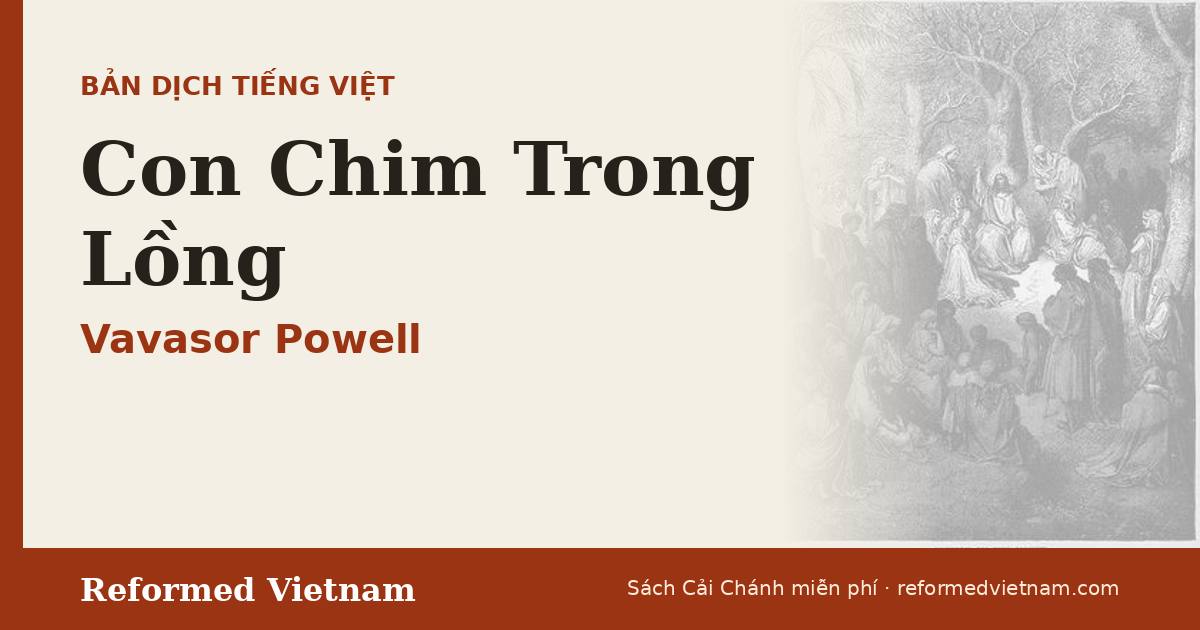 BẢN DỊCH TIẾNG VIỆT
Con Chim Trong
Lồng
Vavasor Powell
Reformed Vietnam
Sách Cải Chánh miễn phí · reformedvietnam.com